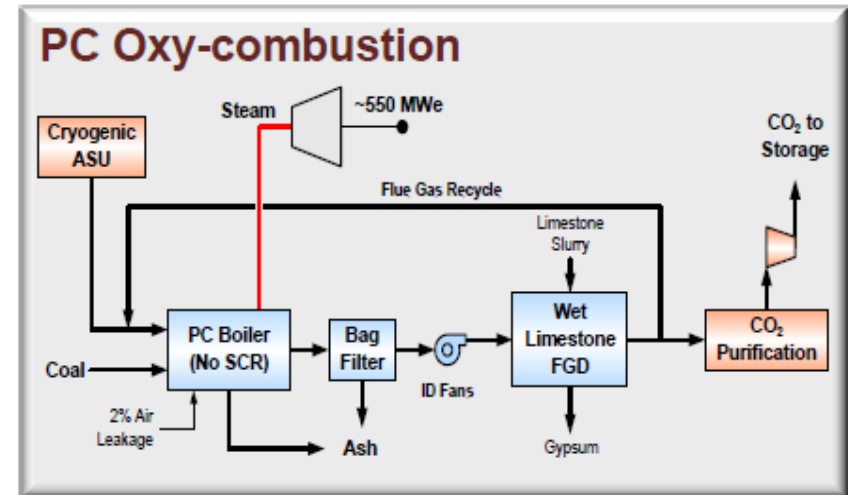 PC Oxy-combustion
Steam
~550 MWe
Cryogenic
ASU
CO₂ to
Storage
Flue Gas Recycle
Limestone
Slurry
PC Boiler
(No SCR)
Bag
Filter
Wet
Limestone
FGD
CO₂
Purification
Coal
ID Fans
2% Air
Leakage
Ash
Gypsum